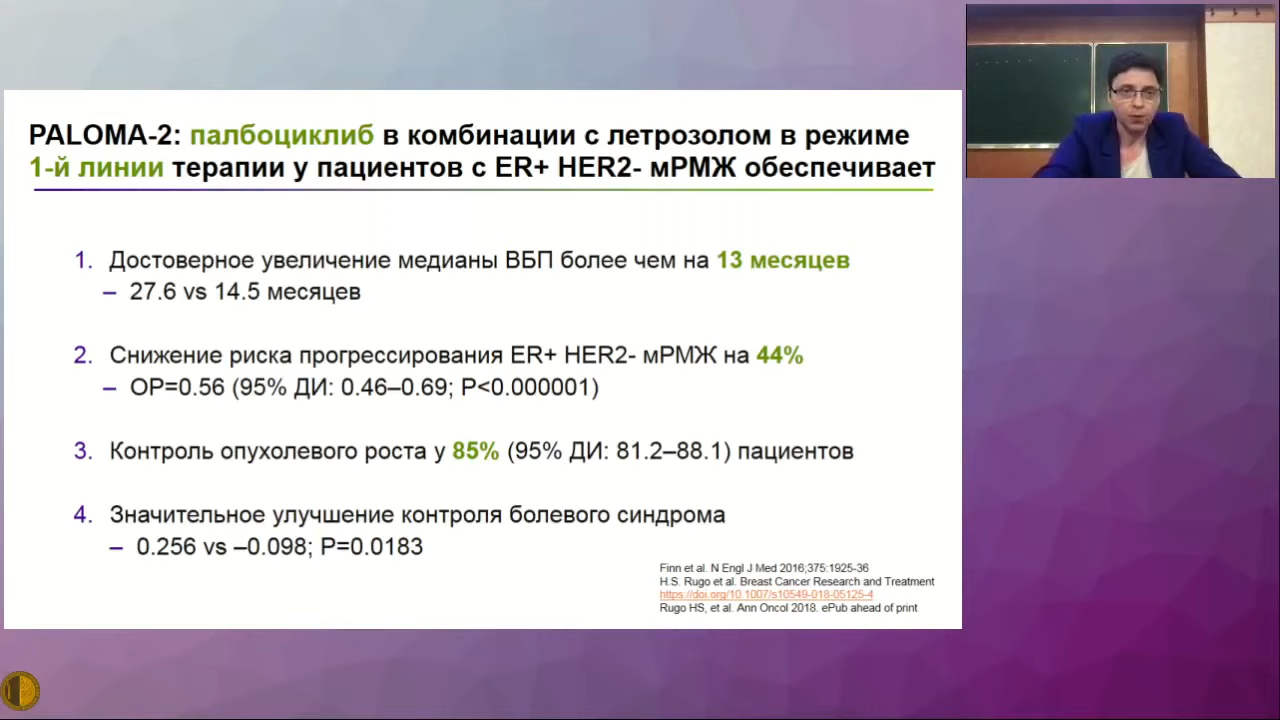 PALOMA-2: палбоциклиб в комбинации с летрозолом в режиме
1-й линии терапии у пациентов с ER+ HER2- мРМЖ обеспечивает
1. Достоверное увеличение медианы ВБП более чем на 13 месяцев
– 27.6 vs 14.5 месяцев
2. Снижение риска прогрессирования ER+ HER2- мРМЖ на 44%
– ОР=0.56 (95% ДИ: 0.46–0.69; P<0.000001)
3. Контроль опухолевого роста у 85% (95% ДИ: 81.2–88.1) пациентов
4. Значительное улучшение контроля болевого синдрома
– 0.256 vs –0.098; P=0.0183
Finn et al. N Engl J Med 2016;375:1925-36
H.S. Rugo et al. Breast Cancer Research and Treatment
https://doi.org/10.1007/s10549-018-05125-4
Rugo HS, et al. Ann Oncol 2018. ePub ahead of print